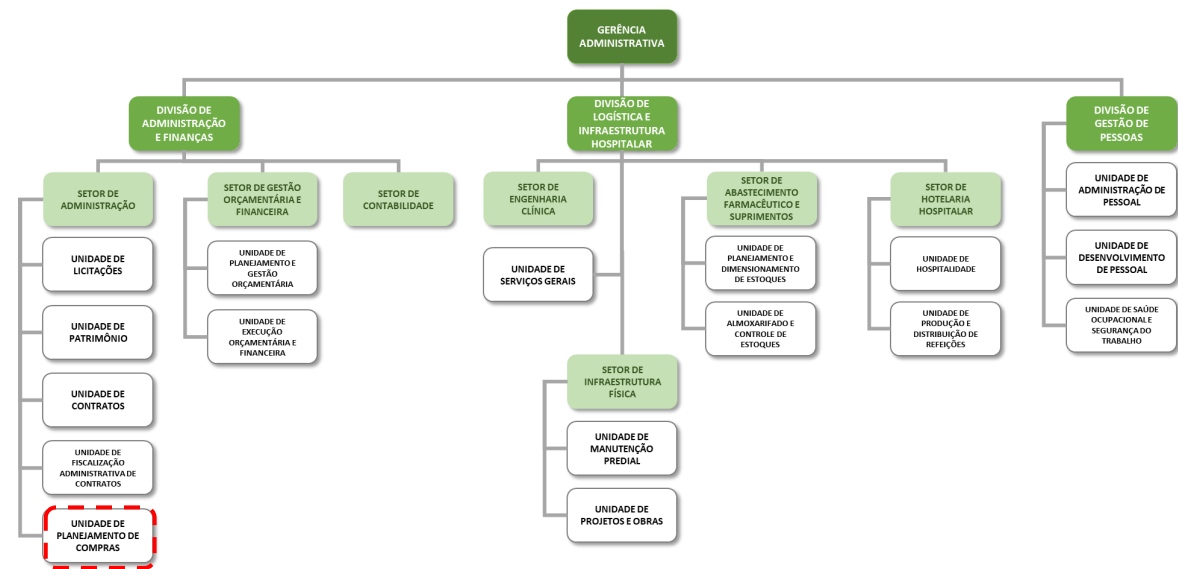 GERÊNCIA
ADMINISTRATIVA
DIVISÃO DE
ADMINISTRAÇÃO
E FINANÇAS
DIVISÃO DE
LOGÍSTICA E
INFRAESTRUTURA
HOSPITALAR
DIVISÃO DE
GESTÃO DE
PESSOAS
SETOR DE
ADMINISTRAÇÃO
SETOR DE GESTÃO
ORÇAMENTÁRIA E
FINANCEIRA
SETOR DE
CONTABILIDADE
SETOR DE
ENGENHARIA
CLÍNICA
SETOR DE
ABASTECIMENTO
FARMACÊUTICO E
SUPRIMENTOS
SETOR DE
HOTELARIA
HOSPITALAR
UNIDADE DE
ADMINISTRAÇÃO DE
PESSOAL
UNIDADE DE
LICITAÇÕES
UNIDADE DE
PLANEJAMENTO E
GESTÃO
ORÇAMENTÁRIA
UNIDADE DE
SERVIÇOS GERAIS
UNIDADE DE
PLANEJAMENTO E
DIMENSIONAMENTO
DE ESTOQUES
UNIDADE DE
HOSPITALIDADE
UNIDADE DE
DESENVOLVIMENTO
DE PESSOAL
UNIDADE DE
PATRIMÔNIO
UNIDADE DE
EXECUÇÃO
ORÇAMENTÁRIA E
FINANCEIRA
UNIDADE DE
ALMOXARIFADO E
CONTROLE DE
ESTOQUES
UNIDADE DE
PRODUÇÃO E
DISTRIBUIÇÃO DE
REFEIÇÕES
UNIDADE DE SAÚDE
OCUPACIONAL E
SEGURANÇA DO
TRABALHO
UNIDADE DE
CONTRATOS
SETOR DE
INFRAESTRUTURA
FÍSICA
UNIDADE DE
FISCALIZAÇÃO
ADMINISTRATIVA DE
CONTRATOS
UNIDADE DE
MANUTENÇÃO
PREDIAL
UNIDADE DE
PLANEJAMENTO DE
COMPRAS
UNIDADE DE
PROJETOS E OBRAS